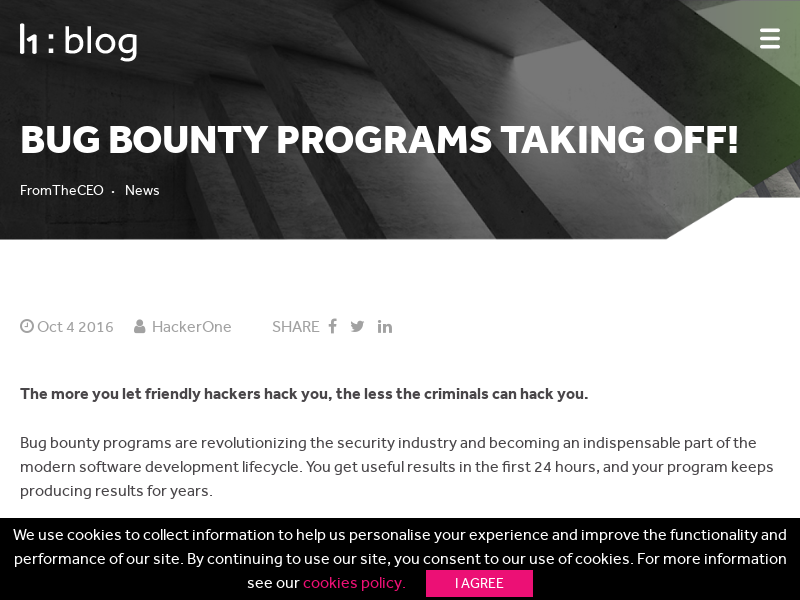 h1:blog
BUG BOUNTY PROGRAMS TAKING OFF!
FromTheCEO • News
Oct 4 2016 HackerOne SHARE
The more you let friendly hackers hack you, the less the criminals can hack you.
Bug bounty programs are revolutionizing the security industry and becoming an indispensable part of the
modern software development lifecycle. You get useful results in the first 24 hours, and your program keeps
producing results for years.
We use cookies to collect information to help us personalise your experience and improve the functionality and
performance of our site. By continuing to use our site, you consent to our use of cookies. For more information
see our cookies policy. I AGREE